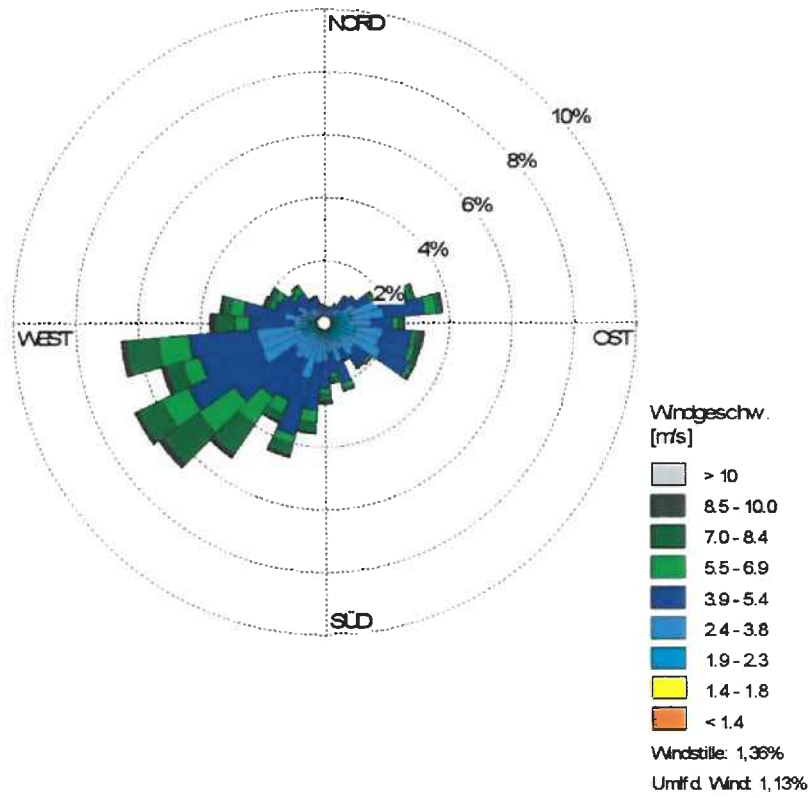 NORD
10%
8%
6%
4%
2%
WEST
OST
SÜD
Windgeschw.
[m/s]
> 10
8.5 - 10.0
7.0 - 8.4
5.5 - 6.9
3.9 - 5.4
2.4 - 3.8
1.9 - 2.3
1.4 - 1.8
< 1.4
Windstille: 1,36%
Umlfd. Wind: 1,13%